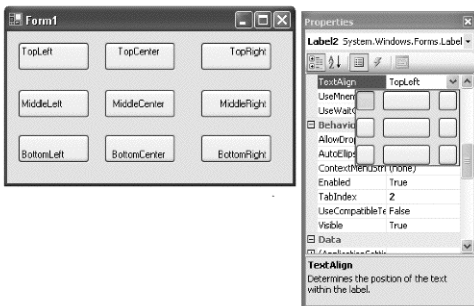 Form1
TopLeft
TopCenter
TopRight
MiddleLeft
MiddleCenter
MiddleRight
BottomLeft
BottomCenter
BottomRight
Properties
Label2 System.Windows.Forms.Label
TextAlign TopLeft
UseMnem
UseWaitC
Behavio
AllowDrop
AutoElips
ContextMenuStri (none)
Enabled True
TabIndex 2
UseCompatibleTe False
Visible True
Data
TextAlign
Determines the position of the text
within the label.